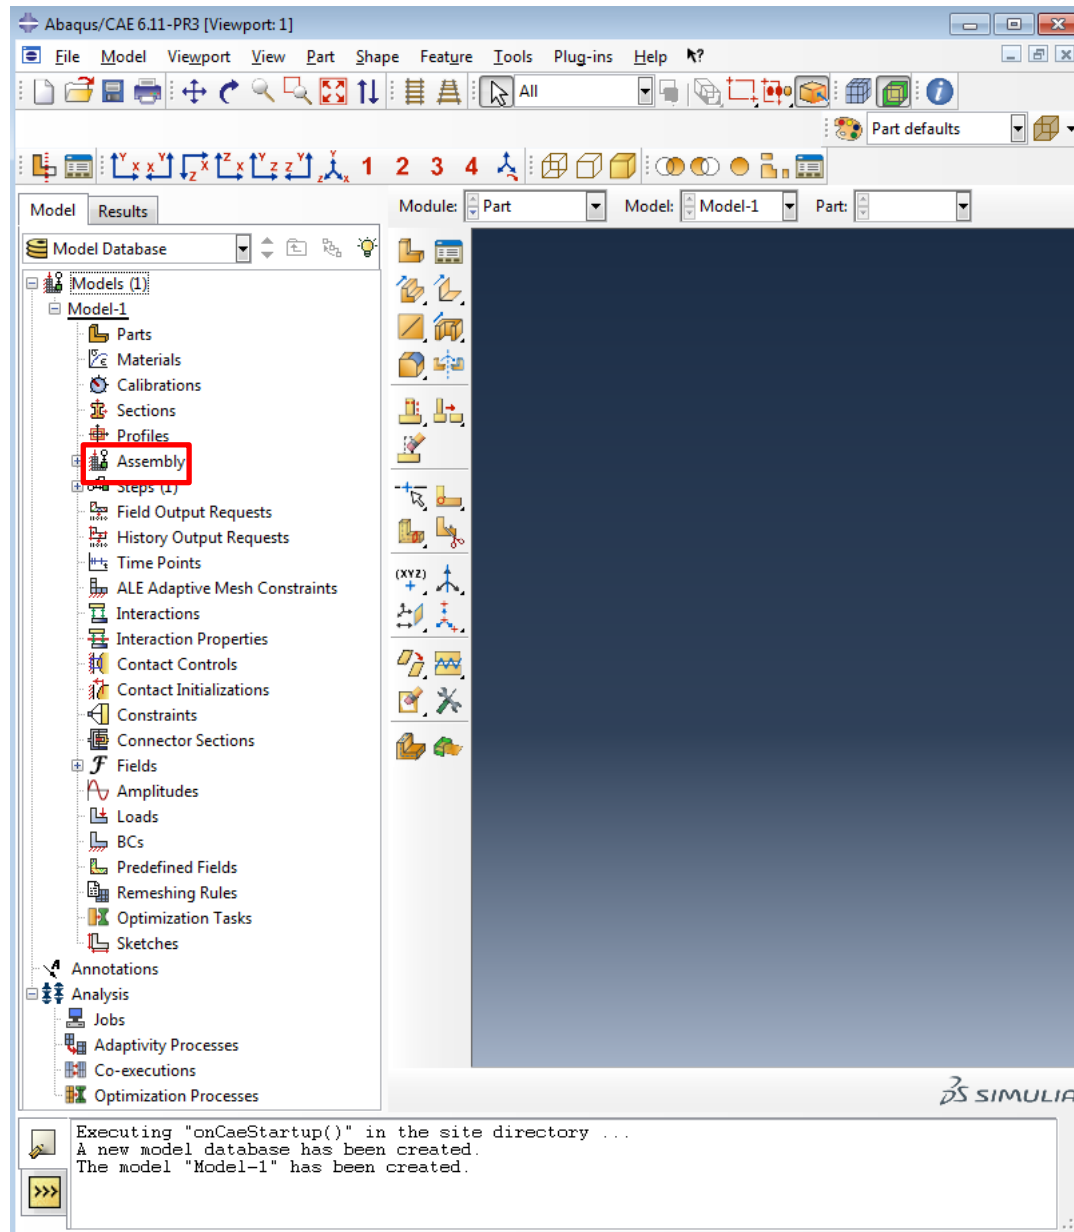 Abaqus/CAE 6.11-PR3 [Viewport: 1]
File Model Viewport View Part Shape Feature Tools Plug-ins Help ?
All
Part defaults
Y x x Y Z X Z x Y z z Y Y z x 1 2 3 4
Model Results
Module: Part Model: Model-1 Part:
Model Database
Models (1)
Model-1
Parts
Materials
Calibrations
Sections
Profiles
Assembly
Steps (1)
Field Output Requests
History Output Requests
(XYZ)
Time Points
ALE Adaptive Mesh Constraints
Interactions
Interaction Properties
Contact Controls
Contact Initializations
Constraints
Connector Sections
Fields
Amplitudes
Loads
BCs
Predefined Fields
Remeshing Rules
Optimization Tasks
Sketches
Annotations
Analysis
Jobs
Adaptivity Processes
Co-executions
Optimization Processes
SIMULIA
Executing "onCaeStartup()" in the site directory ...
A new model database has been created.
The model "Model-1" has been created.
>>>